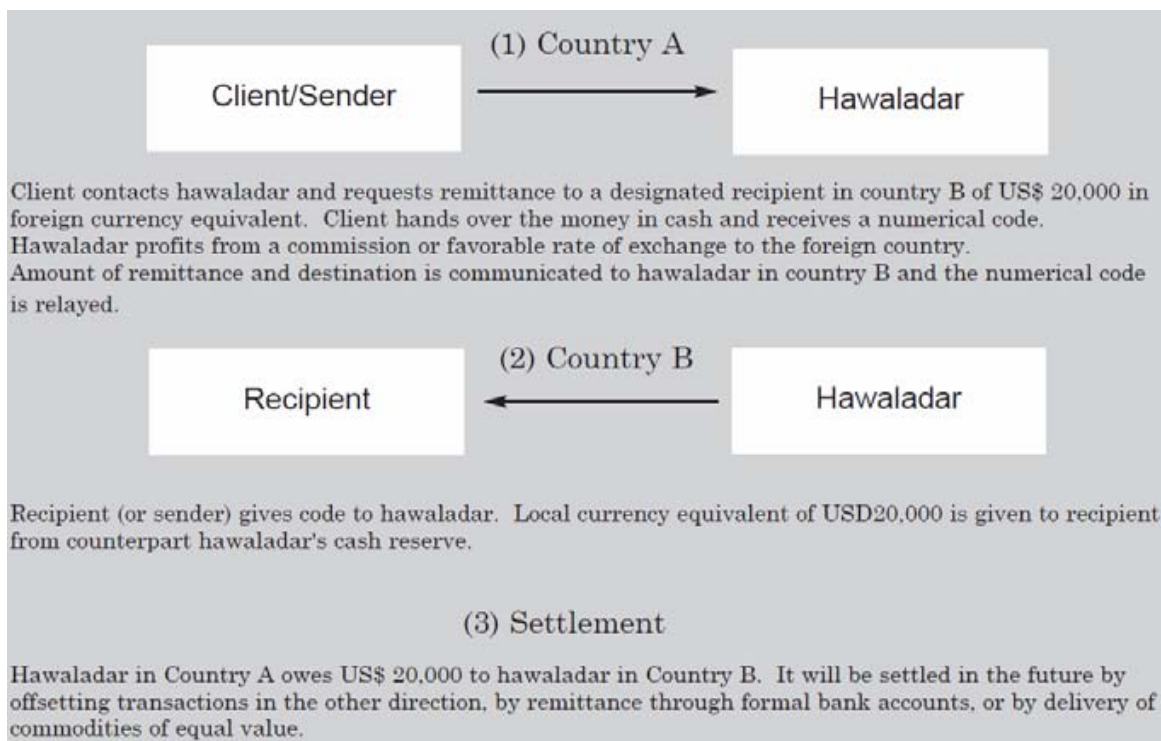 (1) Country A
Client/Sender
Hawaladar
Client contacts hawaladar and requests remittance to a designated recipient in country B of US$ 20,000 in
foreign currency equivalent.  Client hands over the money in cash and receives a numerical code.
Hawaladar profits from a commission or favorable rate of exchange to the foreign country.
Amount of remittance and destination is communicated to hawaladar in country B and the numerical code
is relayed.
(2) Country B
Recipient
Hawaladar
Recipient (or sender) gives code to hawaladar.  Local currency equivalent of USD20,000 is given to recipient
from counterpart hawaladar's cash reserve.
(3) Settlement
Hawaladar in Country A owes US$ 20,000 to hawaladar in Country B.  It will be settled in the future by
offsetting transactions in the other direction, by remittance through formal bank accounts, or by delivery of
commodities of equal value.